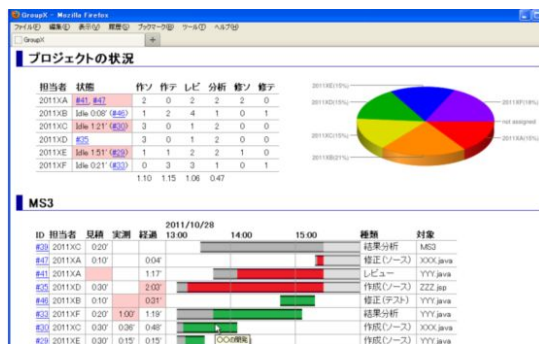 GroupX - Mozilla Firefox
ファイル(F) 編集(E) 表示(V) 履歴(S) ブックマーク(B) ツール(T) ヘルプ(H)
GroupX
プロジェクトの状況
担当者 状態 作ソ 作テ レビ 分析 修ソ 修テ
2011XA #41, #47 2 0 2 2 2 0
2011XB Idle 0:08' (#46) 1 2 4 1 0 1
2011XC Idle 1:21' (#30) 3 0 1 2 0 0
2011XD #35 3 0 1 2 0 0
2011XE Idle 1:51' (#29) 1 1 2 2 1 0
2011XF Idle 0:21' (#33) 0 3 3 1 0 1
1.10 1.15 1.06 0.47
2011XE(15%)
2011XD(15%)
2011XC(15%)
2011XB(21%)
2011XF(18%)
not assigned
2011XA(15%)
MS3
2011/10/28
ID 担当者 見積 実測 経過 13:00 14:00 15:00 種類 対象
#39 2011XC 0:20' 結果分析 MS3
#47 2011XA 0:10' 0:04' 修正(ソース) XXX.java
#41 2011XA 1:17' レビュー YYY.java
#35 2011XD 0:30' 2:03' 作成(ソース) ZZZ.jsp
#46 2011XB 0:10' 0:31' 修正(テスト) YYY.java
#33 2011XF 0:20' 1:00' 1:19' 結果分析 YYY.java
#30 2011XC 0:30' 0:36' 0:48' 作成(ソース) XXX.java
#29 2011XE 0:30' 0:15' 0:15' 〇〇の開発 作成(ソース) YYY.java